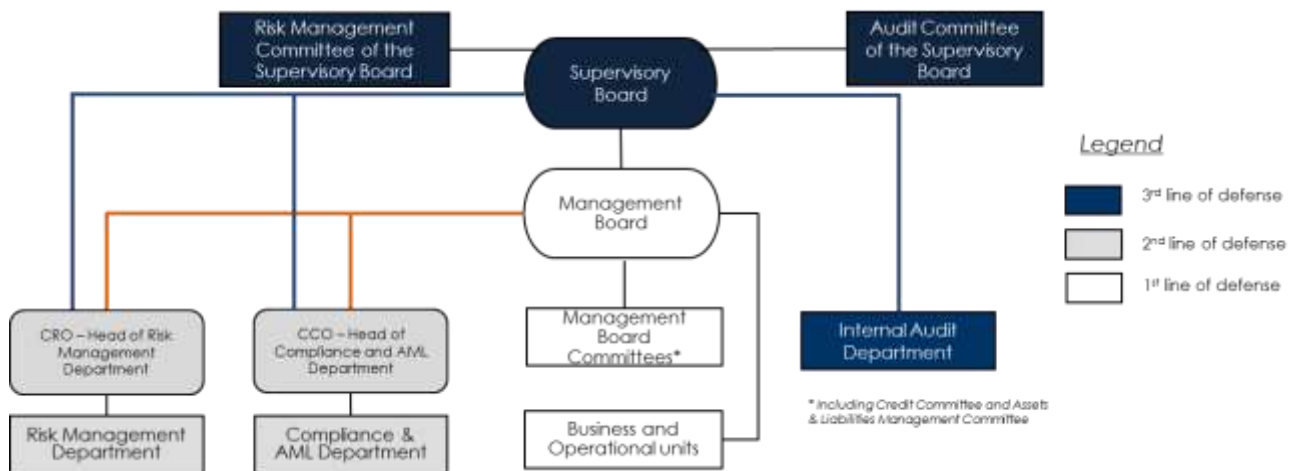 Risk Management
Committee of the
Supervisory Board
Audit Committee
of the Supervisory
Board
Supervisory
Board
Legend
3rd line of defense
2nd line of defense
1st line of defense
Management
Board
CRO – Head of Risk
Management
Department
CCO – Head of
Compliance and AML
Department
Management
Board
Committees*
Internal Audit
Department
* Including Credit Committee and Assets
& Liabilities Management Committee
Risk Management
Department
Compliance &
AML Department
Business and
Operational units